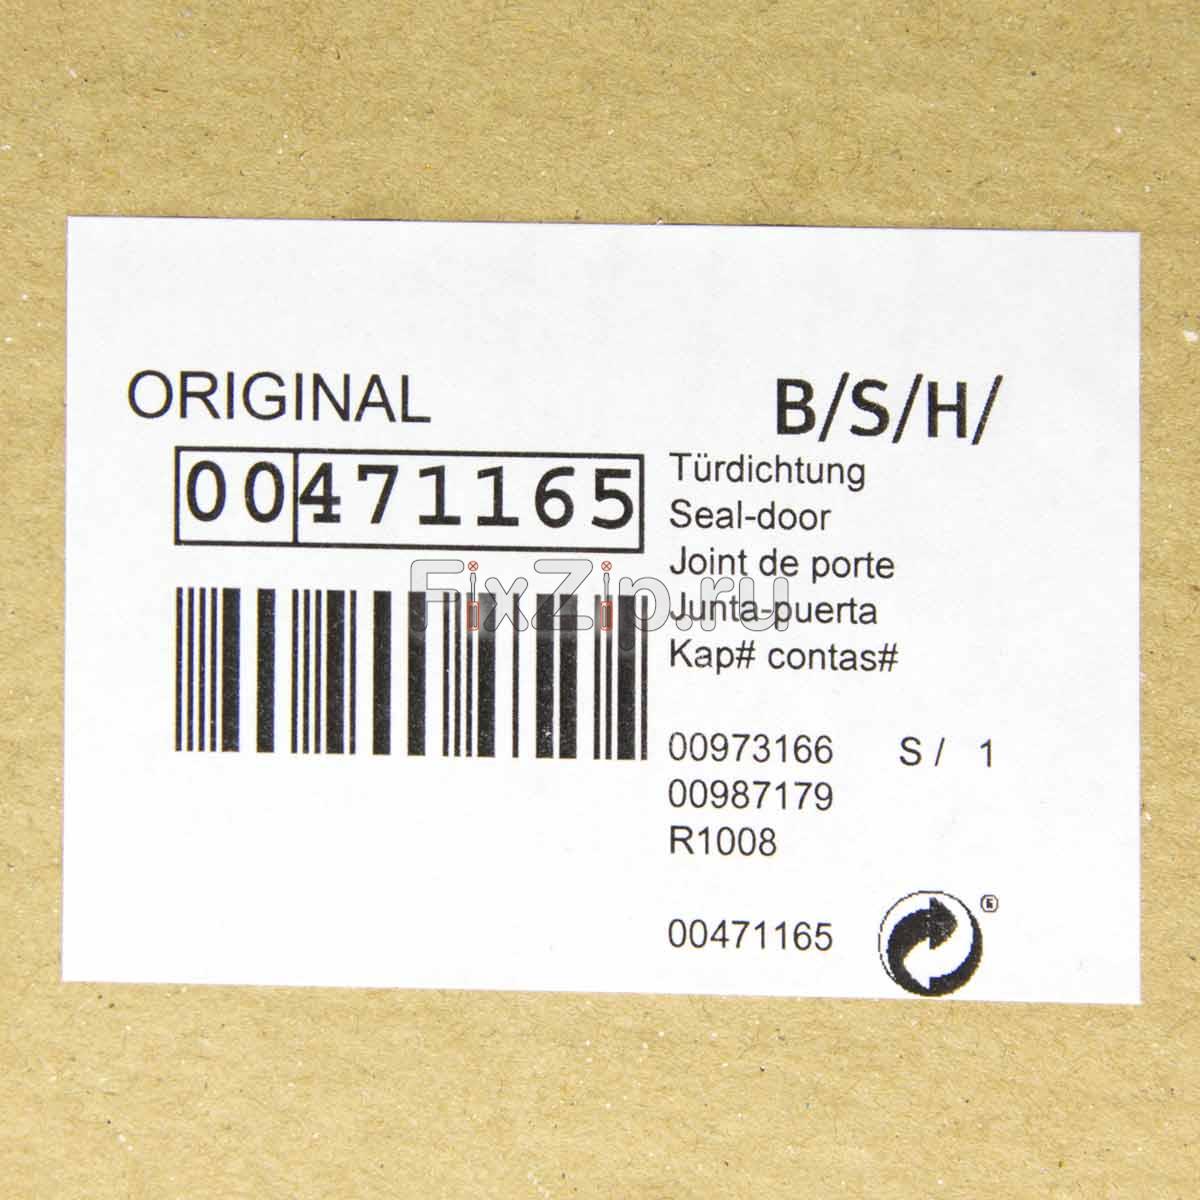 ORIGINAL
B/S/H/
00471165
Türdichtung
Seal-door
Joint de porte
Junta-puerta
Kap# contas#
FixZip.ru
00973166 S / 1
00987179
R1008
00471165